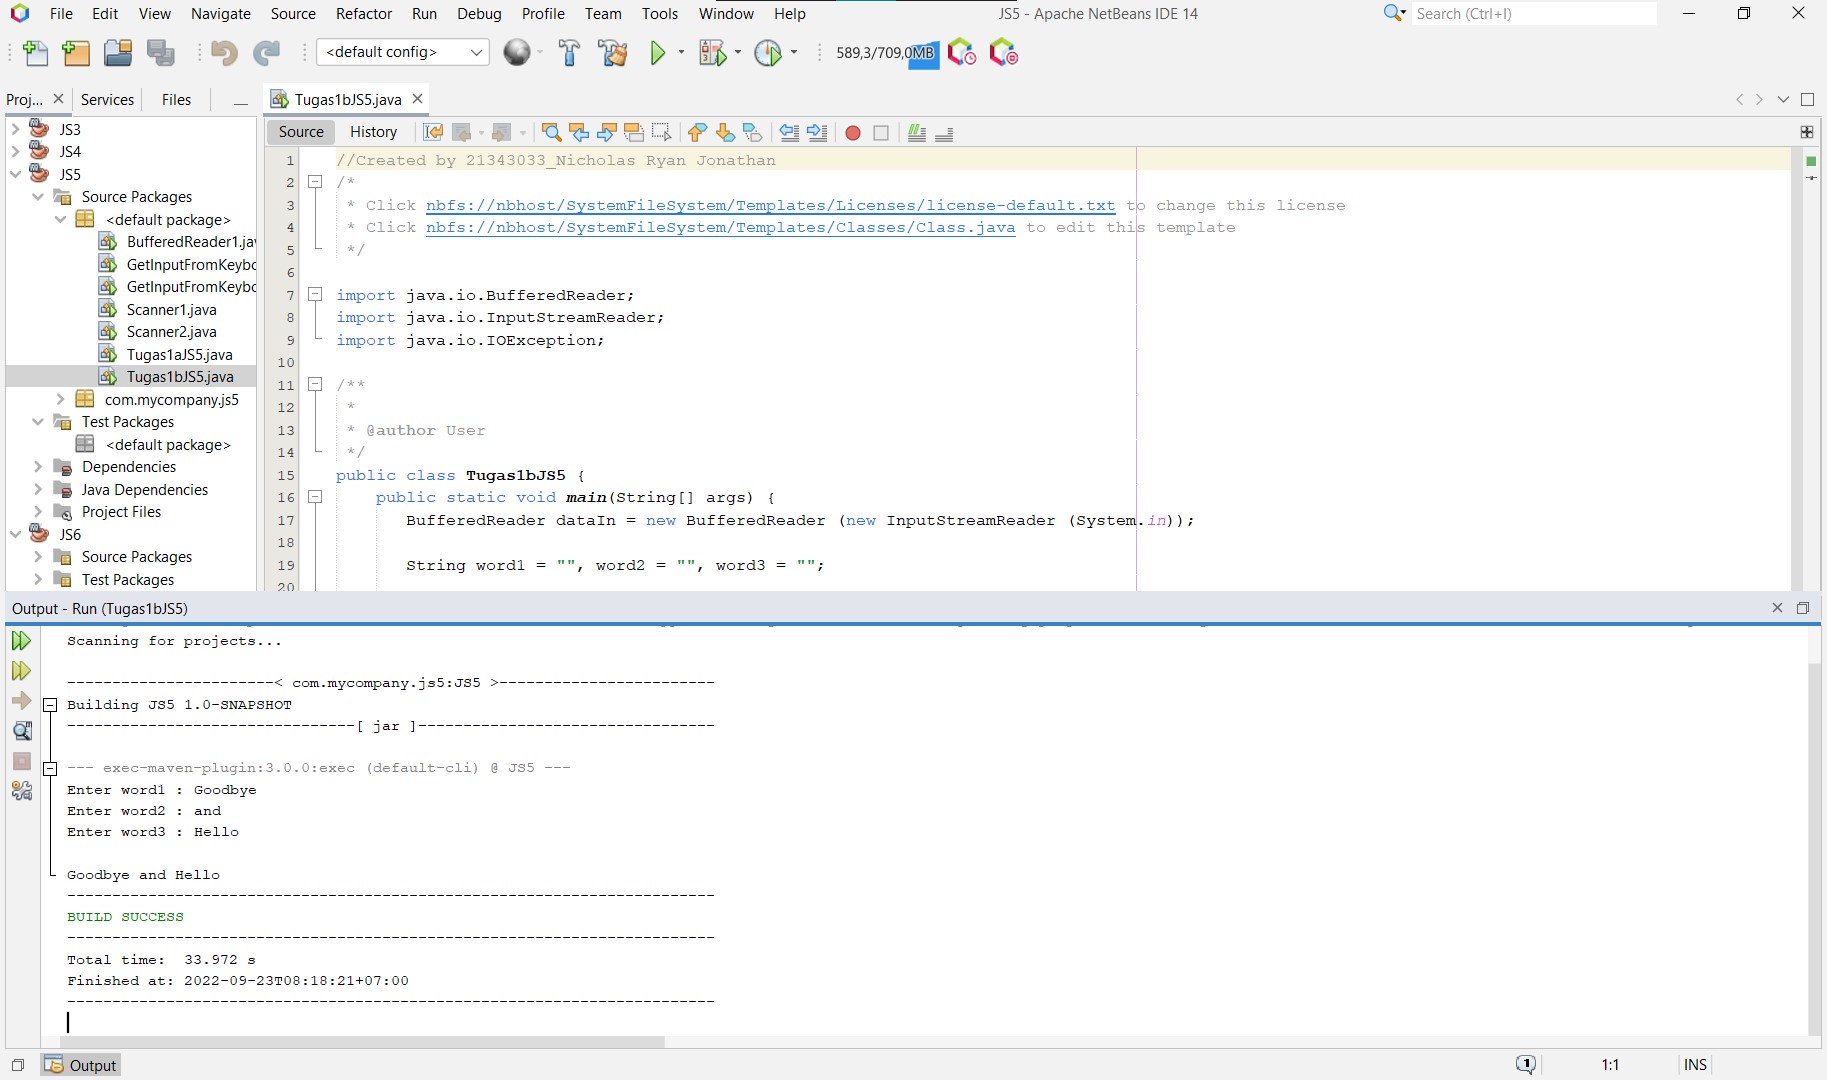 File Edit View Navigate Source Refactor Run Debug Profile Team Tools Window Help
JS5 - Apache NetBeans IDE 14
Search (Ctrl+I)
<default config>
589,3/709,0MB
Proj...
Services
Files
Tugas1bJS5.java
JS3
JS4
JS5
Source Packages
<default package>
BufferedReader1.jav
GetInputFromKeybo
GetInputFromKeybo
Scanner1.java
Scanner2.java
Tugas1aJS5.java
Tugas1bJS5.java
com.mycompany.js5
Test Packages
<default package>
Dependencies
Java Dependencies
Project Files
JS6
Source Packages
Test Packages
Source History
1 //Created by 21343033_Nicholas Ryan Jonathan
2 /*
3 * Click nbfs://nbhost/SystemFileSystem/Templates/Licenses/license-default.txt to change this license
4 * Click nbfs://nbhost/SystemFileSystem/Templates/Classes/Class.java to edit this template
5 */
6
7 import java.io.BufferedReader;
8 import java.io.InputStreamReader;
9 import java.io.IOException;
10
11 /**
12 *
13 * @author User
14 */
15 public class Tugas1bJS5 {
16 public static void main(String[] args) {
17 BufferedReader dataIn = new BufferedReader (new InputStreamReader (System.in));
18
19 String word1 = "", word2 = "", word3 = "";
20
Output - Run (Tugas1bJS5)
Scanning for projects...
-----------------------< com.mycompany.js5:JS5 >------------------------
Building JS5 1.0-SNAPSHOT
--------------------------------[ jar ]---------------------------------
--- exec-maven-plugin:3.0.0:exec (default-cli) @ JS5 ---
Enter word1 : Goodbye
Enter word2 : and
Enter word3 : Hello
Goodbye and Hello
------------------------------------------------------------------------
BUILD SUCCESS
------------------------------------------------------------------------
Total time:  33.972 s
Finished at: 2022-09-23T08:18:21+07:00
------------------------------------------------------------------------
Output
1
1:1
INS